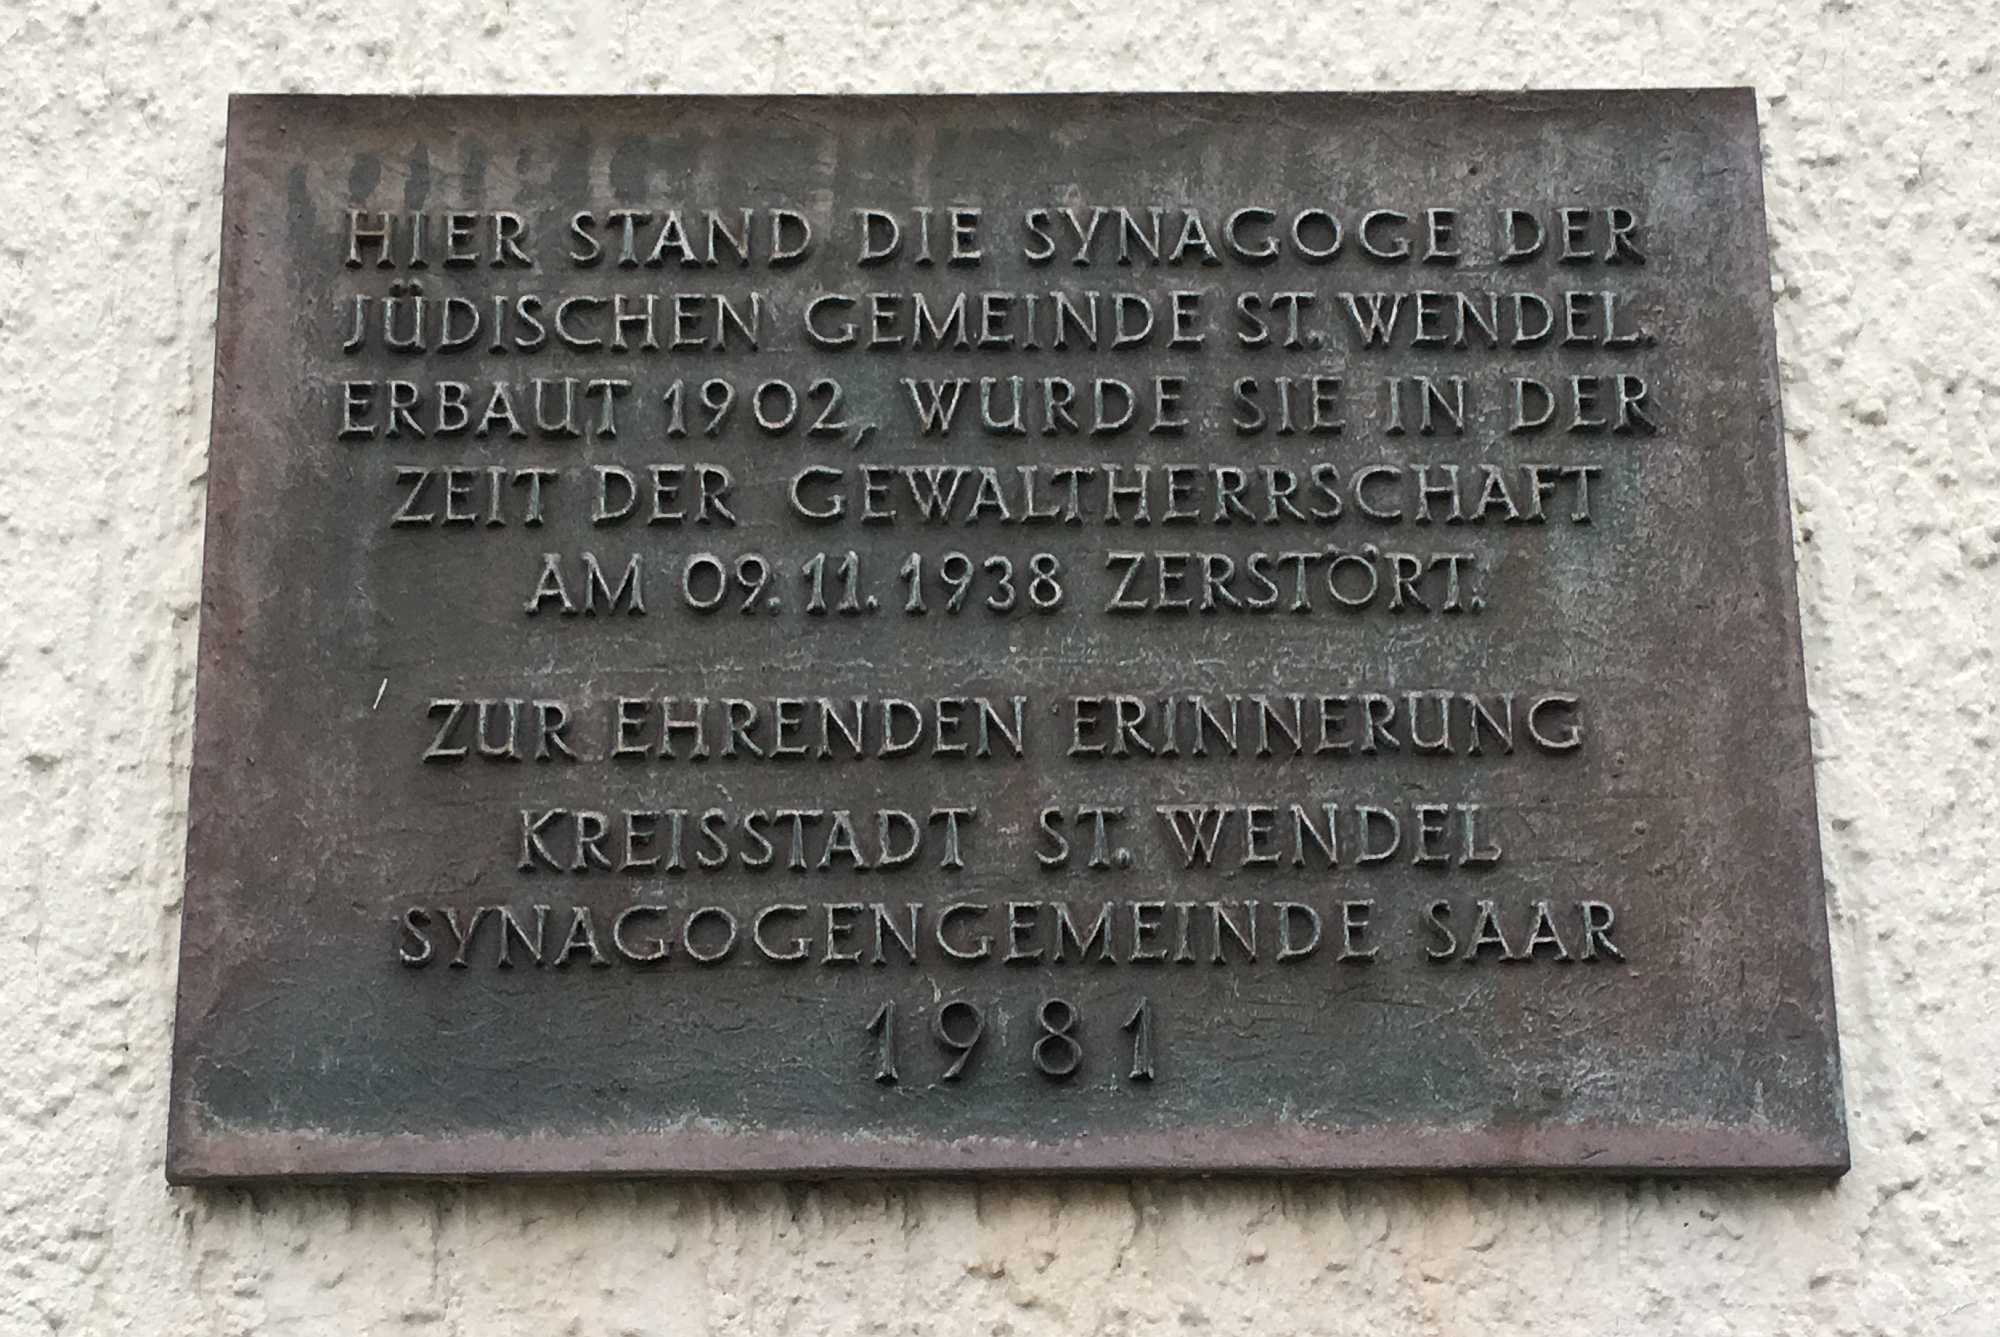 HIER STAND DIE SYNAGOGE DER
JÜDISCHEN GEMEINDE ST. WENDEL.
ERBAUT 1902, WURDE SIE IN DER
ZEIT DER GEWALTHERRSCHAFT
AM 09.11.1938 ZERSTÖRT.
ZUR EHRENDEN ERINNERUNG
KREISSTADT ST. WENDEL
SYNAGOGENGEMEINDE SAAR
1981